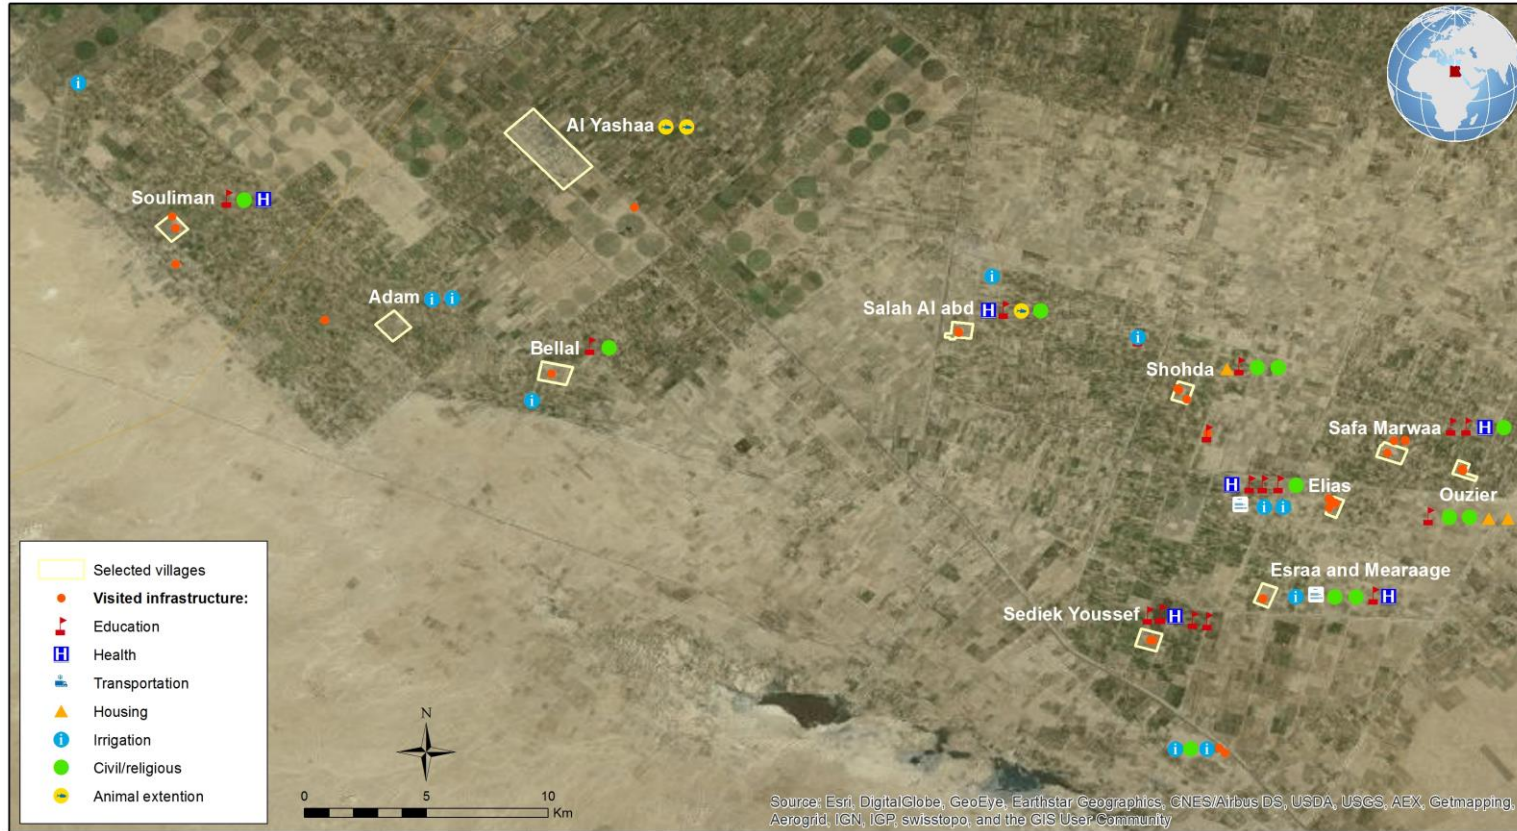 Al Yashaa
Souliman
H
Adam
Salah Al abd
H
Bellal
Shohda
Safa Marwaa
H
H
Elias
Ouzier
Esraa and Mearaage
H
Sediek Youssef
H
Selected villages
Visited infrastructure:
Education
H Health
Transportation
Housing
i Irrigation
Civil/religious
Animal extention
N
0 5 10
Km
Source: Esri, DigitalGlobe, GeoEye, Earthstar Geographics, CNES/Airbus DS, USDA, USGS, AEX, Getmapping,
Aerogrid, IGN, IGP, swisstopo, and the GIS User Community